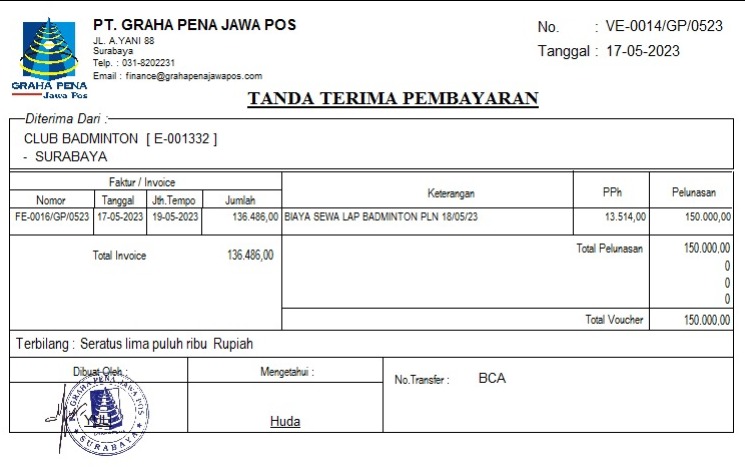 PT. GRAHA PENA JAWA POS
JL. A.YANI 88
Surabaya
Telp. : 031-8202231
Email : finance@grahapenajawapos.com
GRAHA PENA
Jawa Pos
No. : VE-0014/GP/0523
Tanggal : 17-05-2023
TANDA TERIMA PEMBAYARAN
Diterima Dari :
CLUB BADMINTON [ E-001332 ]
- SURABAYA
Faktur / Invoice Keterangan PPh Pelunasan
Nomor Tanggal Jth.Tempo Jumlah
FE-0016/GP/0523 17-05-2023 19-05-2023 136.486,00 BIAYA SEWA LAP BADMINTON PLN 18/05/23 13.514,00 150.000,00
Total Invoice 136.486,00 Total Pelunasan 150.000,00
0
0
0
Total Voucher 150.000,00
Terbilang : Seratus lima puluh ribu Rupiah
Dibuat Oleh : Mengetahui : No.Transfer : BCA
GRAHA PENA JAWA POS
YULI
SURABAYA
Huda